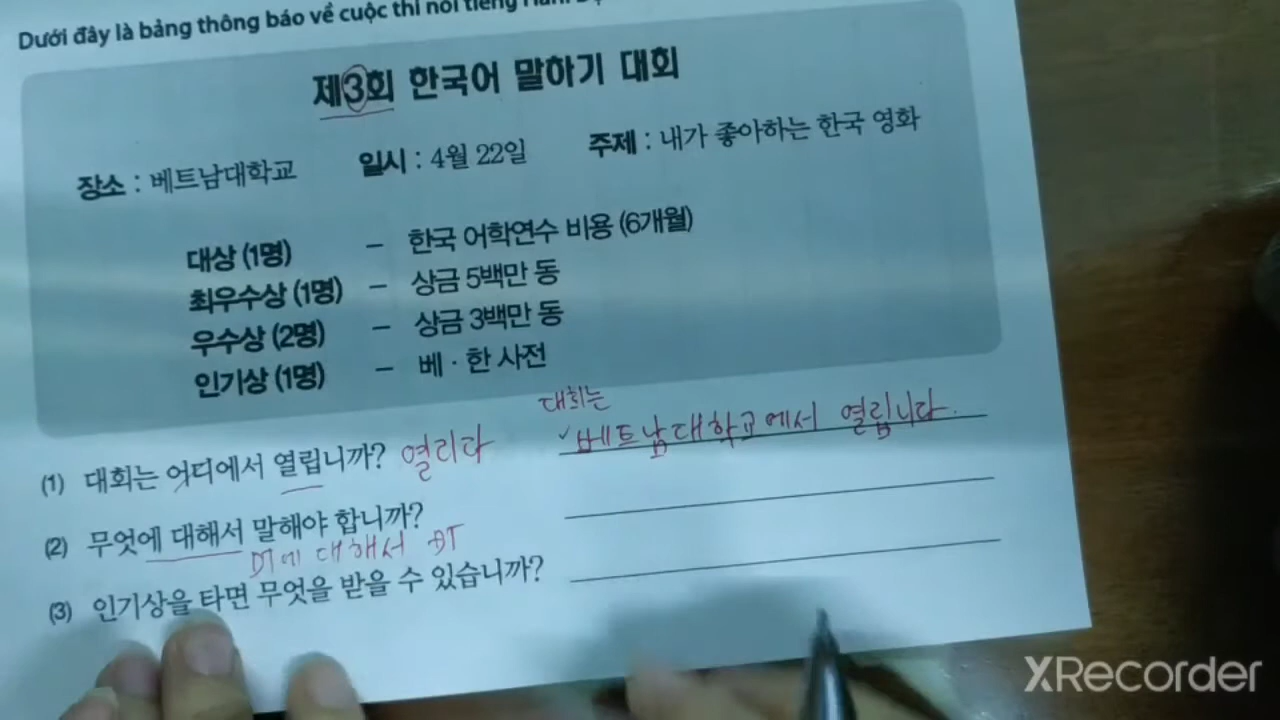 Dưới đây là bảng thông báo về cuộc thi nói tiếng
제3회 한국어 말하기 대회
장소 : 베트남대학교 일시 : 4월 22일 주제 : 내가 좋아하는 한국 영화
대상 (1명) – 한국 어학연수 비용 (6개월)
최우수상 (1명) – 상금 5백만 동
우수상 (2명) – 상금 3백만 동
인기상 (1명) – 베 · 한 사전
대회는
(1) 대회는 어디에서 열립니까? 열리다 베트남대학교에서 열립니다.
(2) 무엇에 대해서 말해야 합니까?
DT에 대해서 ĐT
(3) 인기상을 타면 무엇을 받을 수 있습니까?
XRecorder